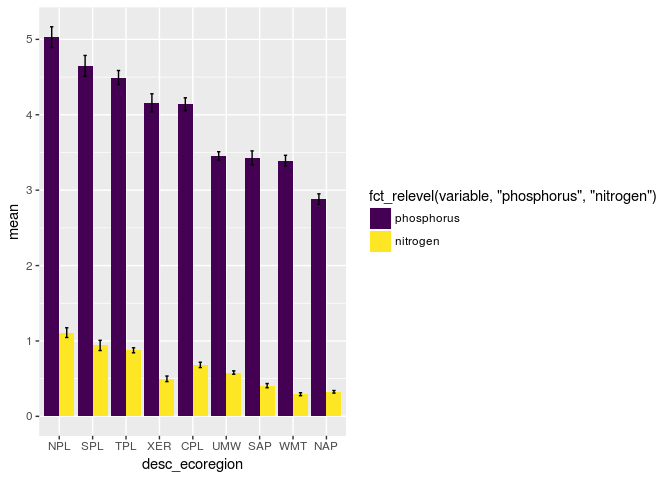 5
4
3
2
1
0
mean
NPL SPL TPL XER CPL UMW SAP WMT NAP
desc_ecoregion
fct_relevel(variable, "phosphorus", "nitrogen")
phosphorus
nitrogen